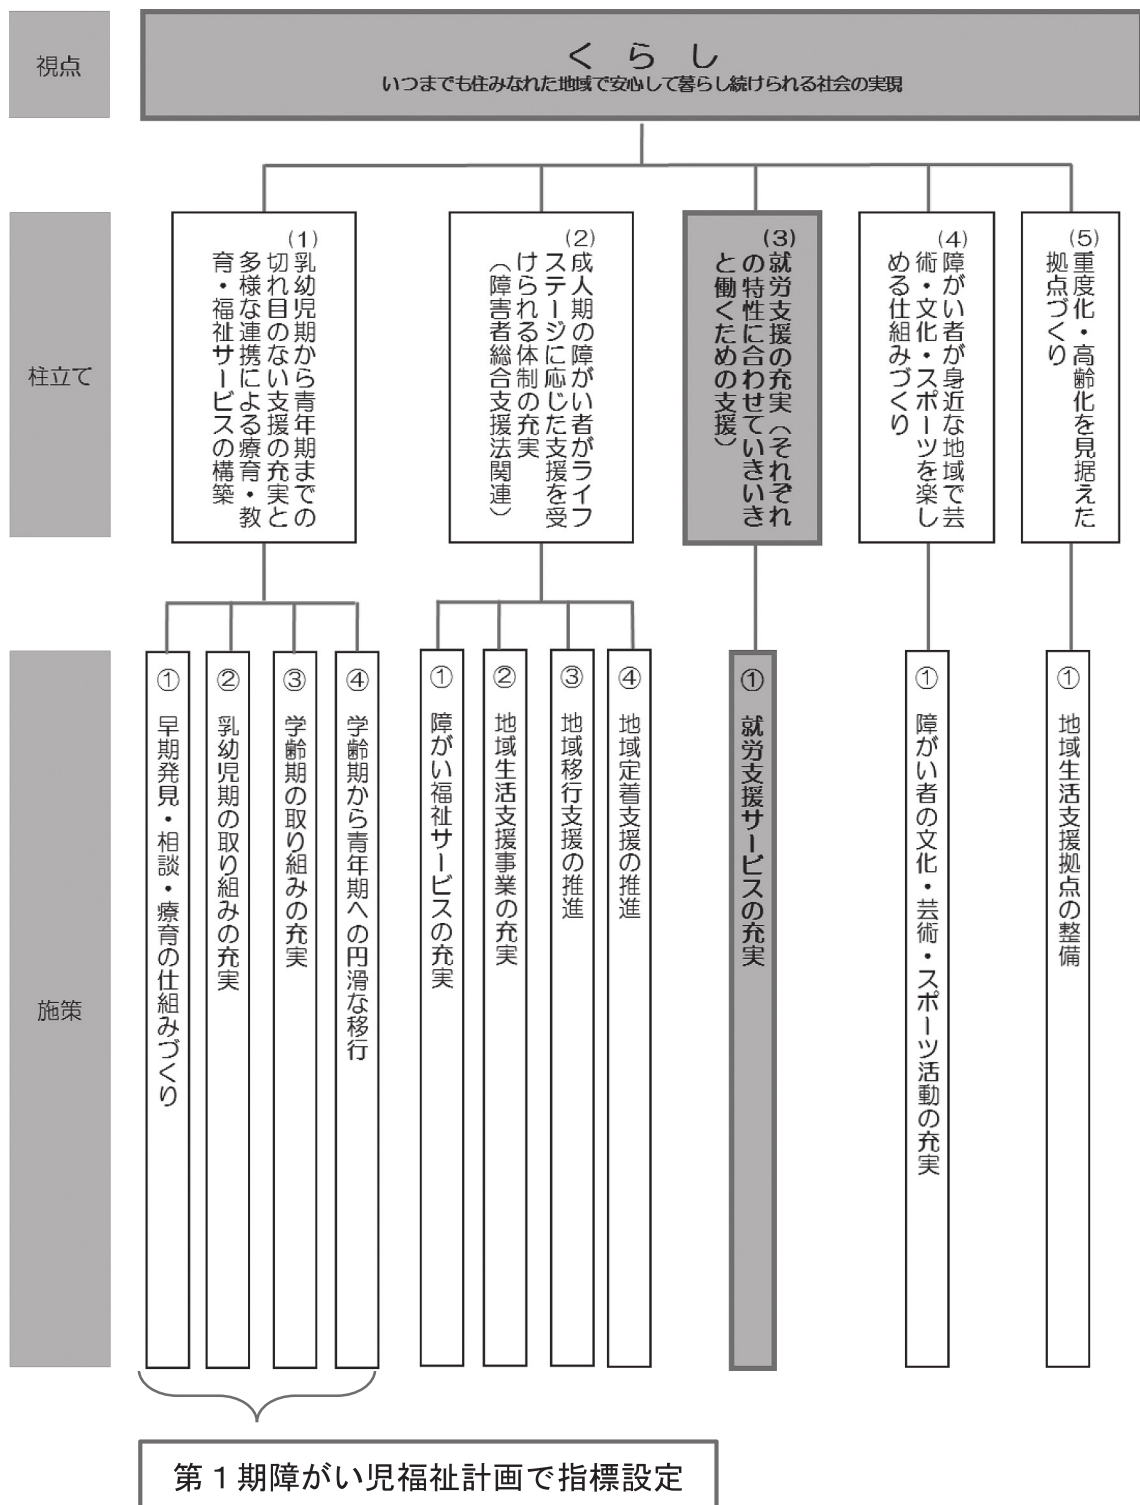 視点
くらし
いつまでも住みなれた地域で安心して暮らし続けられる社会の実現
柱立て
(1)
乳幼児期から青年期までの
切れ目のない支援の充実と
多様な連携による療育・教
育・福祉サービスの構築
(2)
成人期の障がい者がライフ
ステージに応じた支援を受
けられる体制の充実
(障害者総合支援法関連)
(3)
就労支援の充実(それぞれ
の特性に合わせていきいき
と働くための支援)
(4)
障がい者が身近な地域で芸
術・文化・スポーツを楽し
める仕組みづくり
(5)
重度化・高齢化を見据えた
拠点づくり
施策
① 早期発見・相談・療育の仕組みづくり
② 乳幼児期の取り組みの充実
③ 学齢期の取り組みの充実
④ 学齢期から青年期への円滑な移行
① 障がい福祉サービスの充実
② 地域生活支援事業の充実
③ 地域移行支援の推進
④ 地域定着支援の推進
① 就労支援サービスの充実
① 障がい者の文化・芸術・スポーツ活動の充実
① 地域生活支援拠点の整備
第1期障がい児福祉計画で指標設定